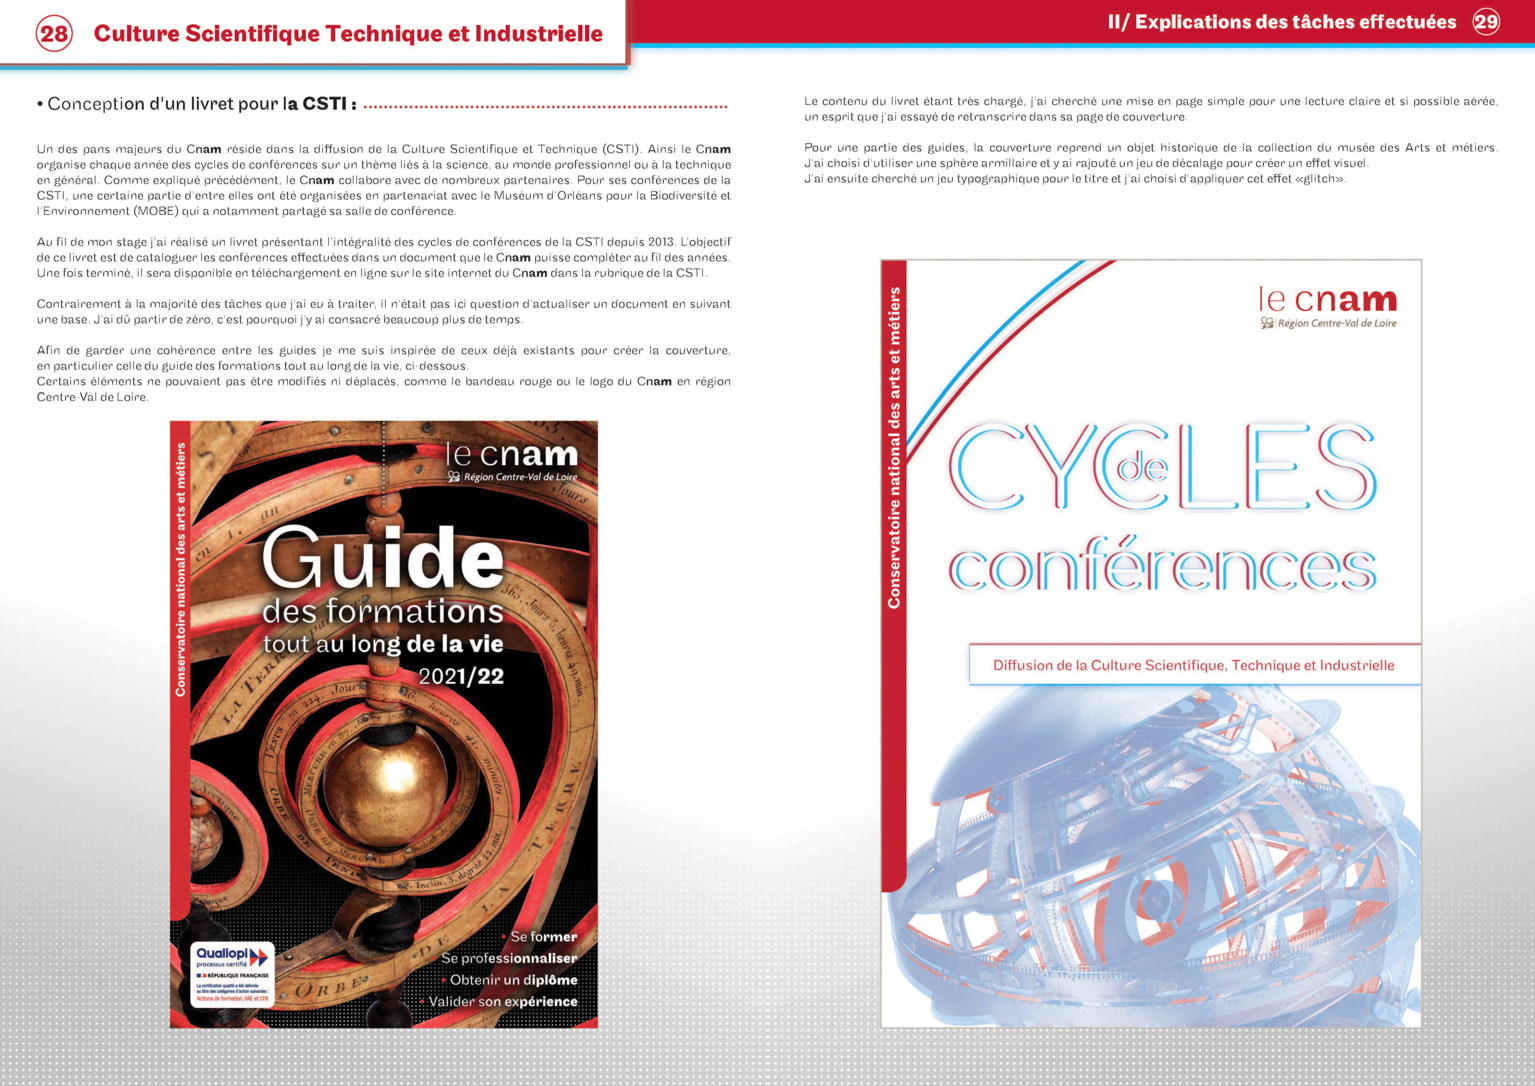 28 Culture Scientifique Technique et Industrielle
• Conception d'un livret pour la CSTI :
Un des pans majeurs du Cnam réside dans la diffusion de la Culture Scientifique et Technique (CSTI). Ainsi le Cnam
organise chaque année des cycles de conférences sur un thème liés à la science, au monde professionnel ou à la technique
en général. Comme expliqué précédément, le Cnam collabore avec de nombreux partenaires. Pour ses conférences de la
CSTI, une certaine partie d'entre elles ont été organisées en partenariat avec le Muséum d'Orléans pour la Biodiversité et
l'Environnement (MOBE) qui a notamment partagé sa salle de conférence.
Au fil de mon stage j'ai réalisé un livret présentant l'intégralité des cycles de conférences de la CSTI depuis 2013. L'objectif
de ce livret est de cataloguer les conférences effectuées dans un document que le Cnam puisse compléter au fil des années.
Une fois terminé, il sera disponible en téléchargement en ligne sur le site internet du Cnam dans la rubrique de la CSTI.
Contrairement à la majorité des tâches que j'ai eu à traiter, il n'était pas ici question d'actualiser un document en suivant
une base. J'ai dû partir de zéro, c'est pourquoi j'y ai consacré beaucoup plus de temps.
Afin de garder une cohérence entre les guides je me suis inspirée de ceux déjà existants pour créer la couverture,
en particulier celle du guide des formations tout au long de la vie, ci-dessous.
Certains éléments ne pouvaient pas être modifiés ni déplacés, comme le bandeau rouge ou le logo du Cnam en région
Centre-Val de Loire.
Conservatoire national des arts et métiers
le cnam
Région Centre-Val de Loire
Guide
des formations
tout au long de la vie
2021/22
• Se former
Se professionnaliser
• Obtenir un diplôme
• Valider son expérience
Qualiopi
processus certifié
RÉPUBLIQUE FRANÇAISE
La certification qualité a été délivrée
au titre des catégories d'action suivantes :
Actions de formation, VAE et CFA
II/ Explications des tâches effectuées 29
Le contenu du livret étant très chargé, j'ai cherché une mise en page simple pour une lecture claire et si possible aérée,
un esprit que j'ai essayé de retranscrire dans sa page de couverture.
Pour une partie des guides, la couverture reprend un objet historique de la collection du musée des Arts et métiers.
J'ai choisi d'utiliser une sphère armillaire et y ai rajouté un jeu de décalage pour créer un effet visuel.
J'ai ensuite cherché un jeu typographique pour le titre et j'ai choisi d'appliquer cet effet «glitch».
Conservatoire national des arts et métiers
le cnam
Région Centre-Val de Loire
CYCLES
de
conférences
Diffusion de la Culture Scientifique, Technique et Industrielle